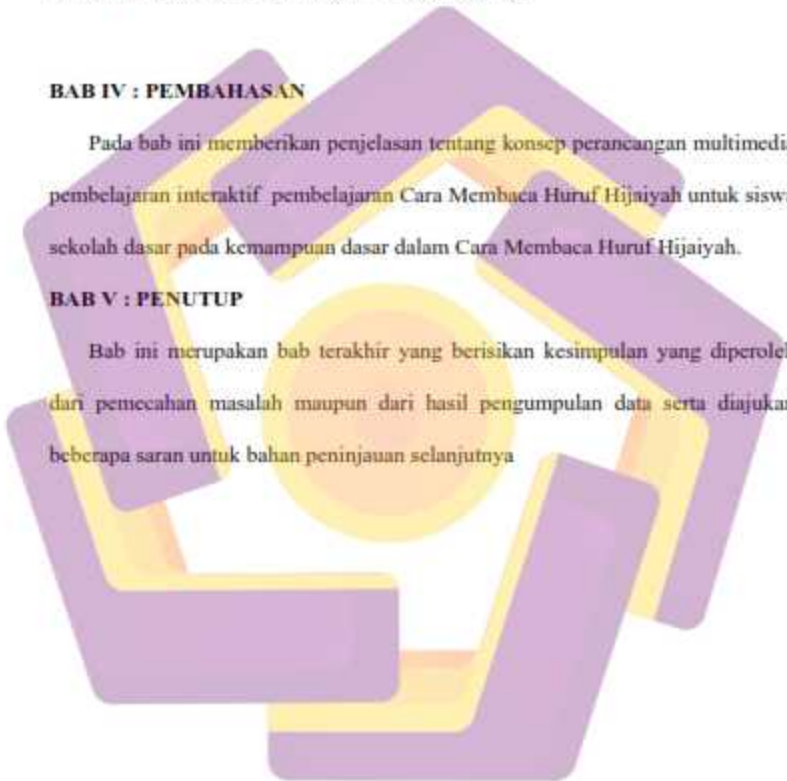 BAB IV : PEMBAHASAN
Pada bab ini memberikan penjelasan tentang konsep perancangan multimedia
pembelajaran interaktif pembelajaran Cara Membaca Huruf Hijaiyah untuk siswa
sekolah dasar pada kemampuan dasar dalam Cara Membaca Huruf Hijaiyah.
BAB V : PENUTUP
Bab ini merupakan bab terakhir yang berisikan kesimpulan yang diperoleh
dari pemecahan masalah maupun dari hasil pengumpulan data serta diajukan
beberapa saran untuk bahan peninjauan selanjutnya